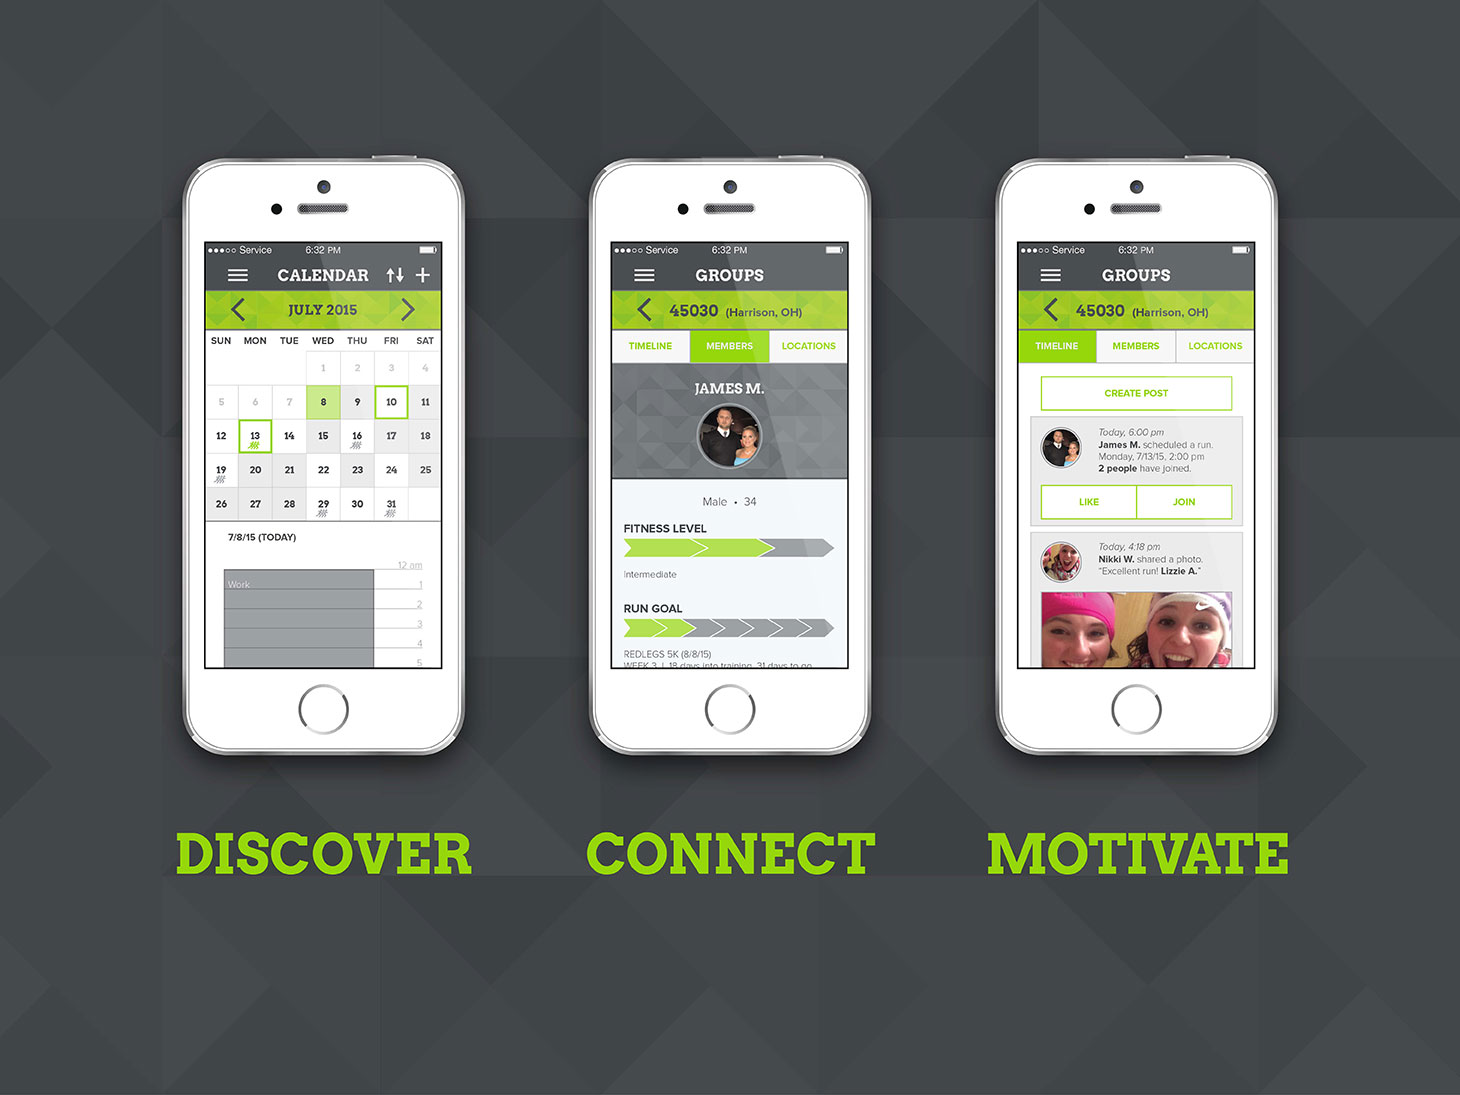 Service 6:32 PM
CALENDAR
JULY 2015
SUN MON TUE WED THU FRI SAT
1 2 3 4
5 6 7 8 9 10 11
12 13 14 15 16 17 18
19 20 21 22 23 24 25
26 27 28 29 30 31
7/8/15 (TODAY)
12 am
Work 1
2
3
4
5
DISCOVER
Service 6:32 PM
GROUPS
45030 (Harrison, OH)
TIMELINE MEMBERS LOCATIONS
JAMES M.
Male • 34
FITNESS LEVEL
Intermediate
RUN GOAL
REDLEGS 5K (8/8/15)
WEEK 3 | 18 days into training, 31 days to go
CONNECT
Service 6:32 PM
GROUPS
45030 (Harrison, OH)
TIMELINE MEMBERS LOCATIONS
CREATE POST
Today, 6:00 pm
James M. scheduled a run.
Monday, 7/13/15, 2:00 pm
2 people have joined.
LIKE JOIN
Today, 4:18 pm
Nikki W. shared a photo.
“Excellent run! Lizzie A.”
MOTIVATE